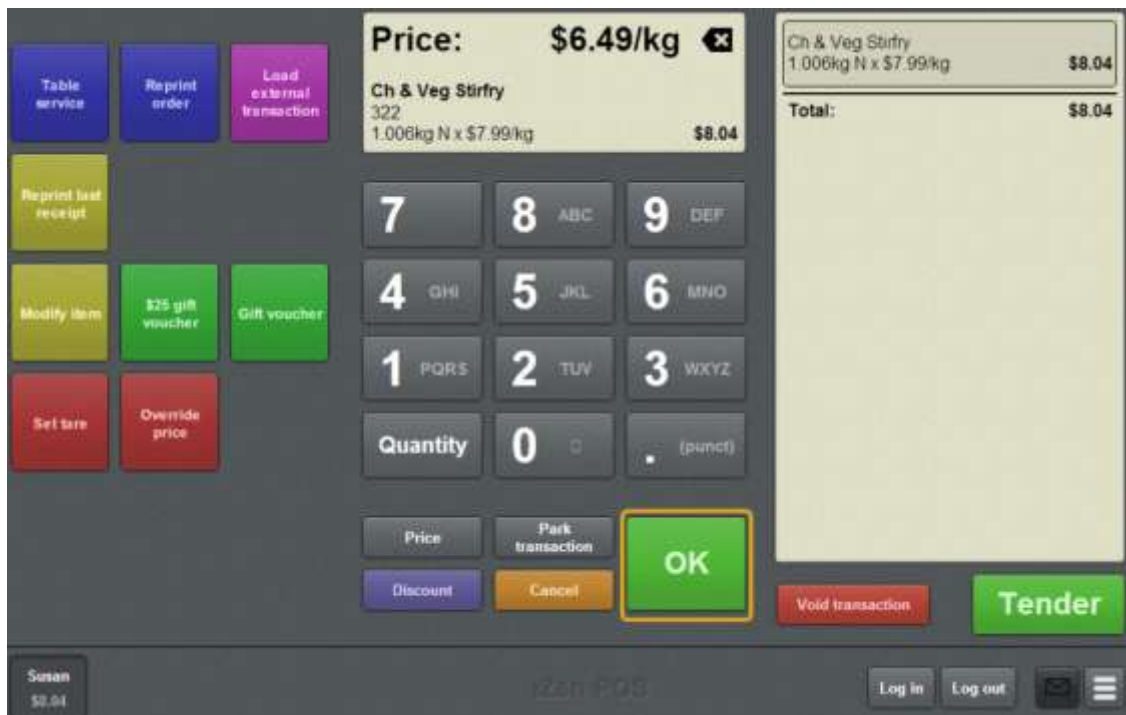 Table
service
Reprint
order
Load
external
transaction
Reprint last
receipt
Modify item
$25 gift
voucher
Gift voucher
Set tare
Override
price
Price: $6.49/kg
Ch & Veg Stirfry
322
1.006kg N x $7.99/kg $8.04
7
8 ABC
9 DEF
4 GHI
5 JKL
6 MNO
1 PQRS
2 TUV
3 WXYZ
Quantity
0
. (punct)
Price
Park
transaction
Discount
Cancel
OK
Ch & Veg Stirfry
1.006kg N x $7.99/kg $8.04
Total: $8.04
Void transaction
Tender
Susan
$8.04
POS
Log in
Log out